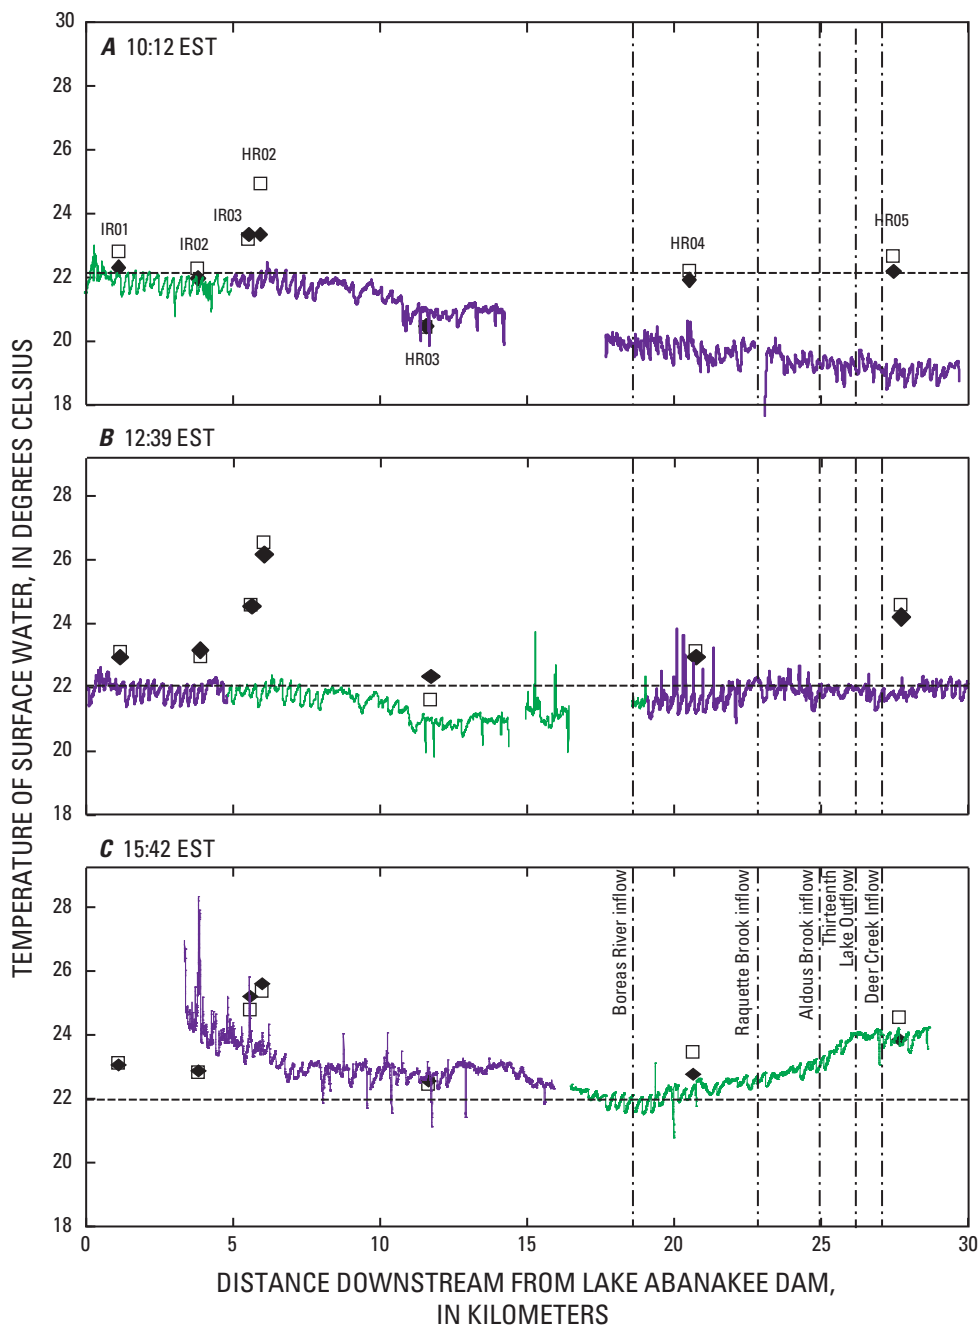 TEMPERATURE OF SURFACE WATER, IN DEGREES CELSIUS
A 10:12 EST
30
28
26
24
22
20
18
IR01
IR02
IR03
HR02
HR03
HR04
HR05
B 12:39 EST
28
26
24
22
20
18
C 15:42 EST
28
26
24
22
20
18
Boreas River inflow
Raquette Brook inflow
Aldous Brook inflow
Thirteenth
Lake Outflow
Deer Creek Inflow
0 5 10 15 20 25 30
DISTANCE DOWNSTREAM FROM LAKE ABANAKEE DAM,
IN KILOMETERS